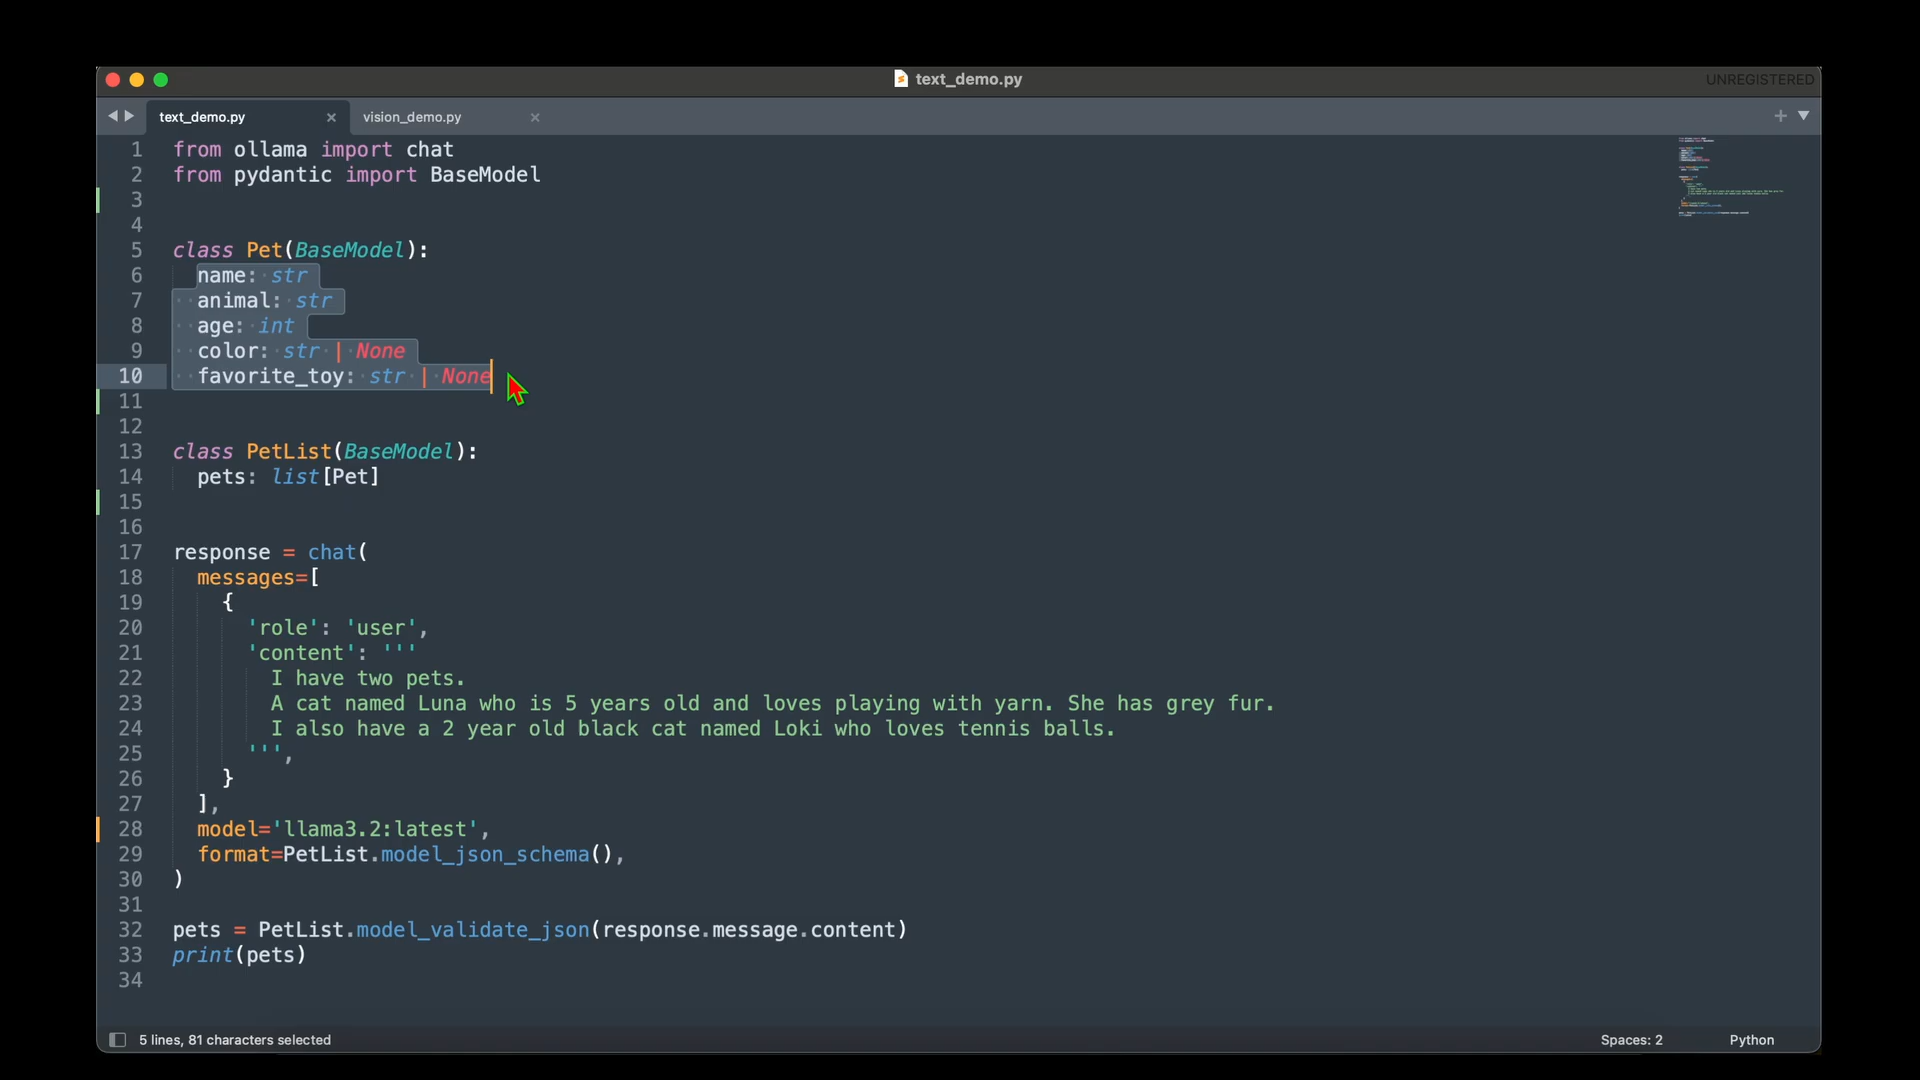 text_demo.py
UNREGISTERED
text_demo.py
vision_demo.py
1 from ollama import chat
2 from pydantic import BaseModel
3
4
5 class Pet(BaseModel):
6   name: str
7   animal: str
8   age: int
9   color: str | None
10   favorite_toy: str | None
11
12
13 class PetList(BaseModel):
14   pets: list[Pet]
15
16
17 response = chat(
18   messages=[
19     {
20       'role': 'user',
21       'content': '''
22         I have two pets.
23         A cat named Luna who is 5 years old and loves playing with yarn. She has grey fur.
24         I also have a 2 year old black cat named Loki who loves tennis balls.
25       ''',
26     }
27   ],
28   model='llama3.2:latest',
29   format=PetList.model_json_schema(),
30 )
31
32 pets = PetList.model_validate_json(response.message.content)
33 print(pets)
34
5 lines, 81 characters selected
Spaces: 2
Python